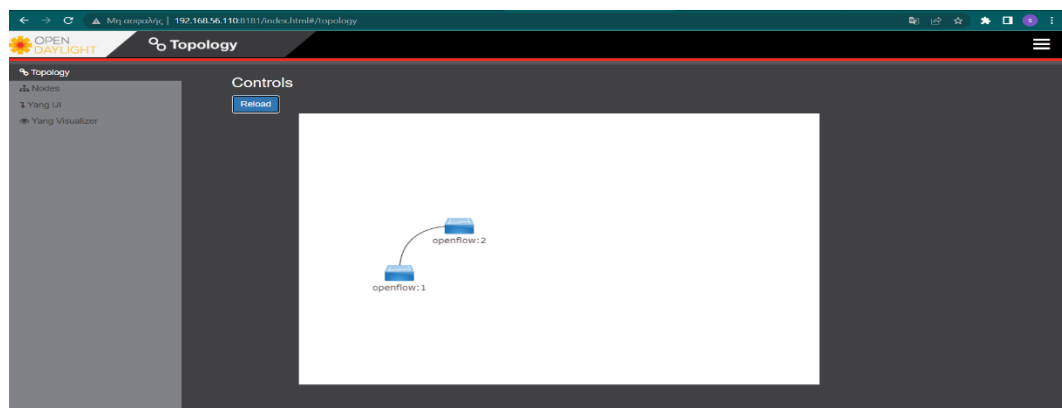 Μη ασφαλής | 192.168.56.110:8181/index.html#/topology
OPEN
DAYLIGHT
Topology
Topology
Nodes
Yang UI
Yang Visualizer
Controls
Reload
openflow:2
openflow:1